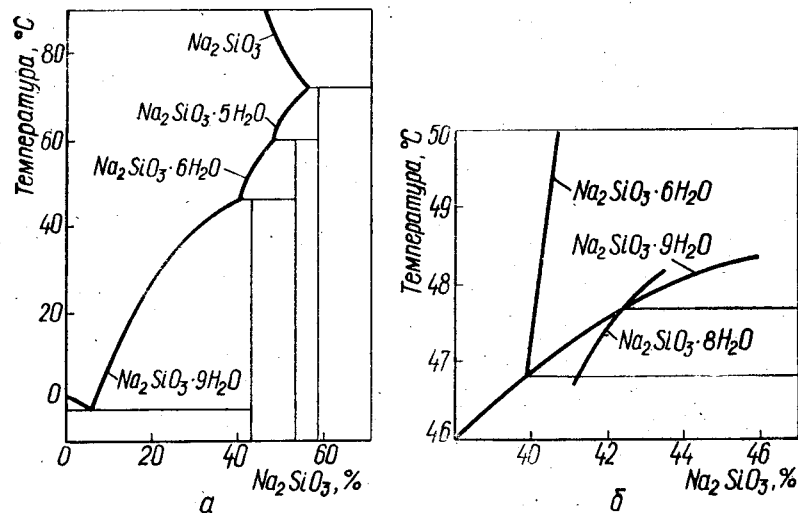 Температура, °С
80
60
40
20
0
Na₂SiO₃
Na₂SiO₃·5H₂O
Na₂SiO₃·6H₂O
Na₂SiO₃·9H₂O
0 20 40 60
Na₂SiO₃, %
а
Температура, °С
50
49
48
47
46
Na₂SiO₃·6H₂O
Na₂SiO₃·9H₂O
Na₂SiO₃·8H₂O
40 42 44 46
Na₂SiO₃, %
б